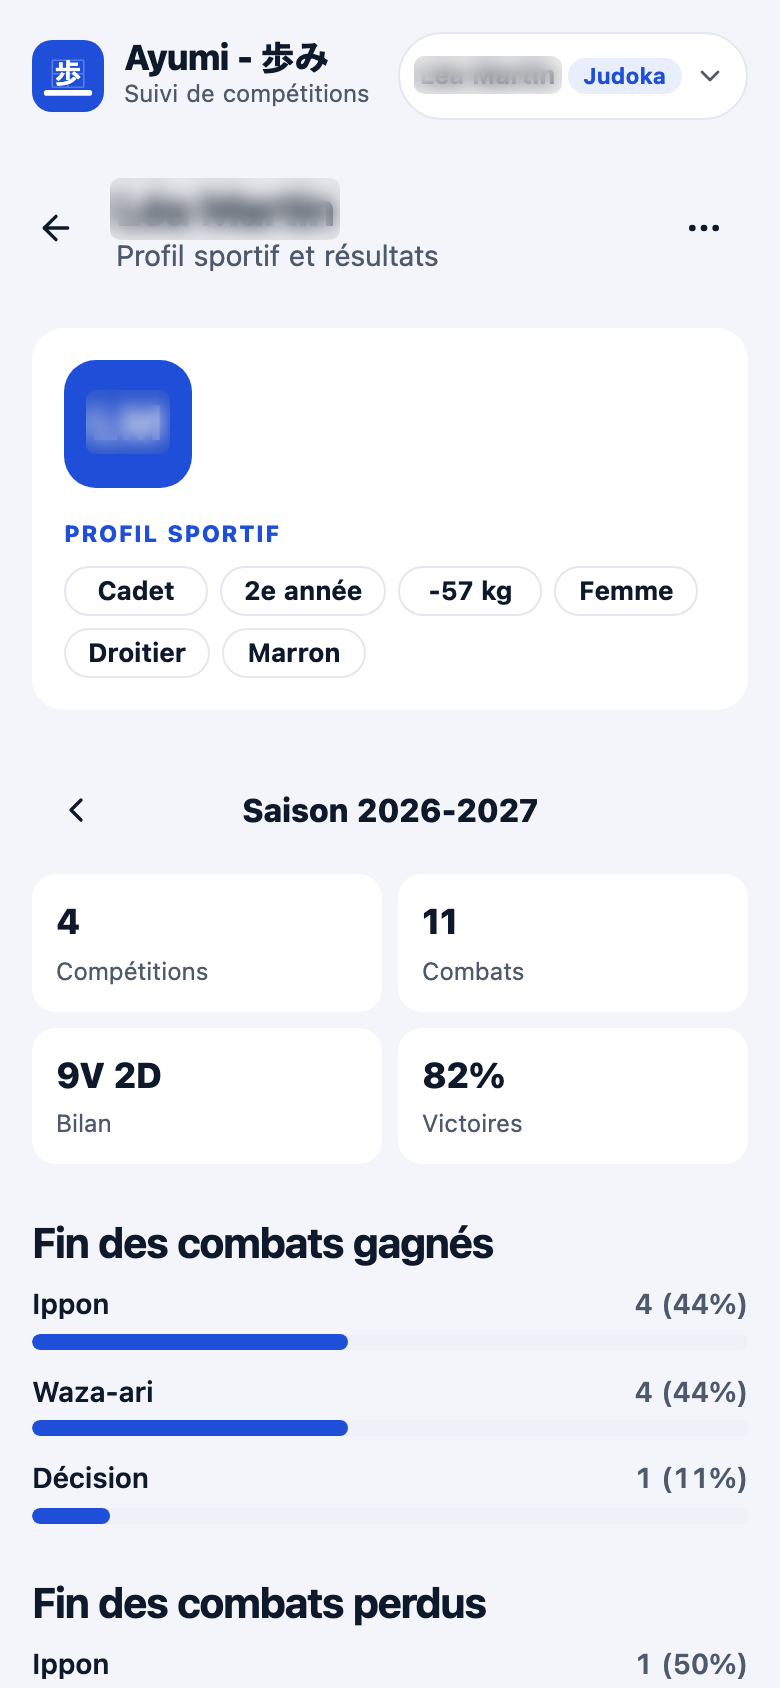 歩
Ayumi - 歩み
Suivi de compétitions
Judoka
Profil sportif et résultats
PROFIL SPORTIF
Cadet
2e année
-57 kg
Femme
Droitier
Marron
Saison 2026-2027
4
Compétitions
11
Combats
9V 2D
Bilan
82%
Victoires
Fin des combats gagnés
Ippon
4 (44%)
Waza-ari
4 (44%)
Décision
1 (11%)
Fin des combats perdus
Ippon
1 (50%)